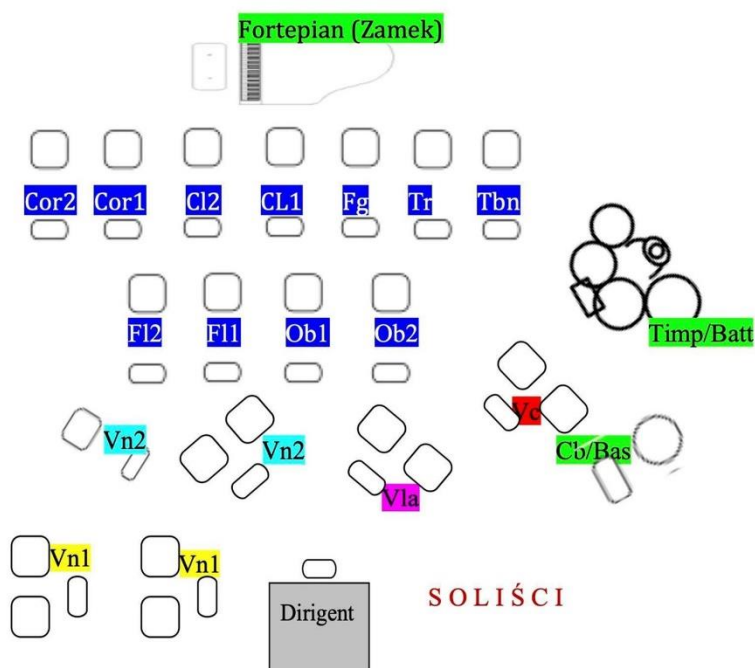 Fortepian (Zamek)
Cor2 Cor1 Cl2 CL1 Fg Tr Tbn
Timp/Batt
Fl2 Fl1 Ob1 Ob2
Vc
Vn2 Vn2 Cb/Bas
Vla
Vn1 Vn1
Dirigent SOLIŚCI